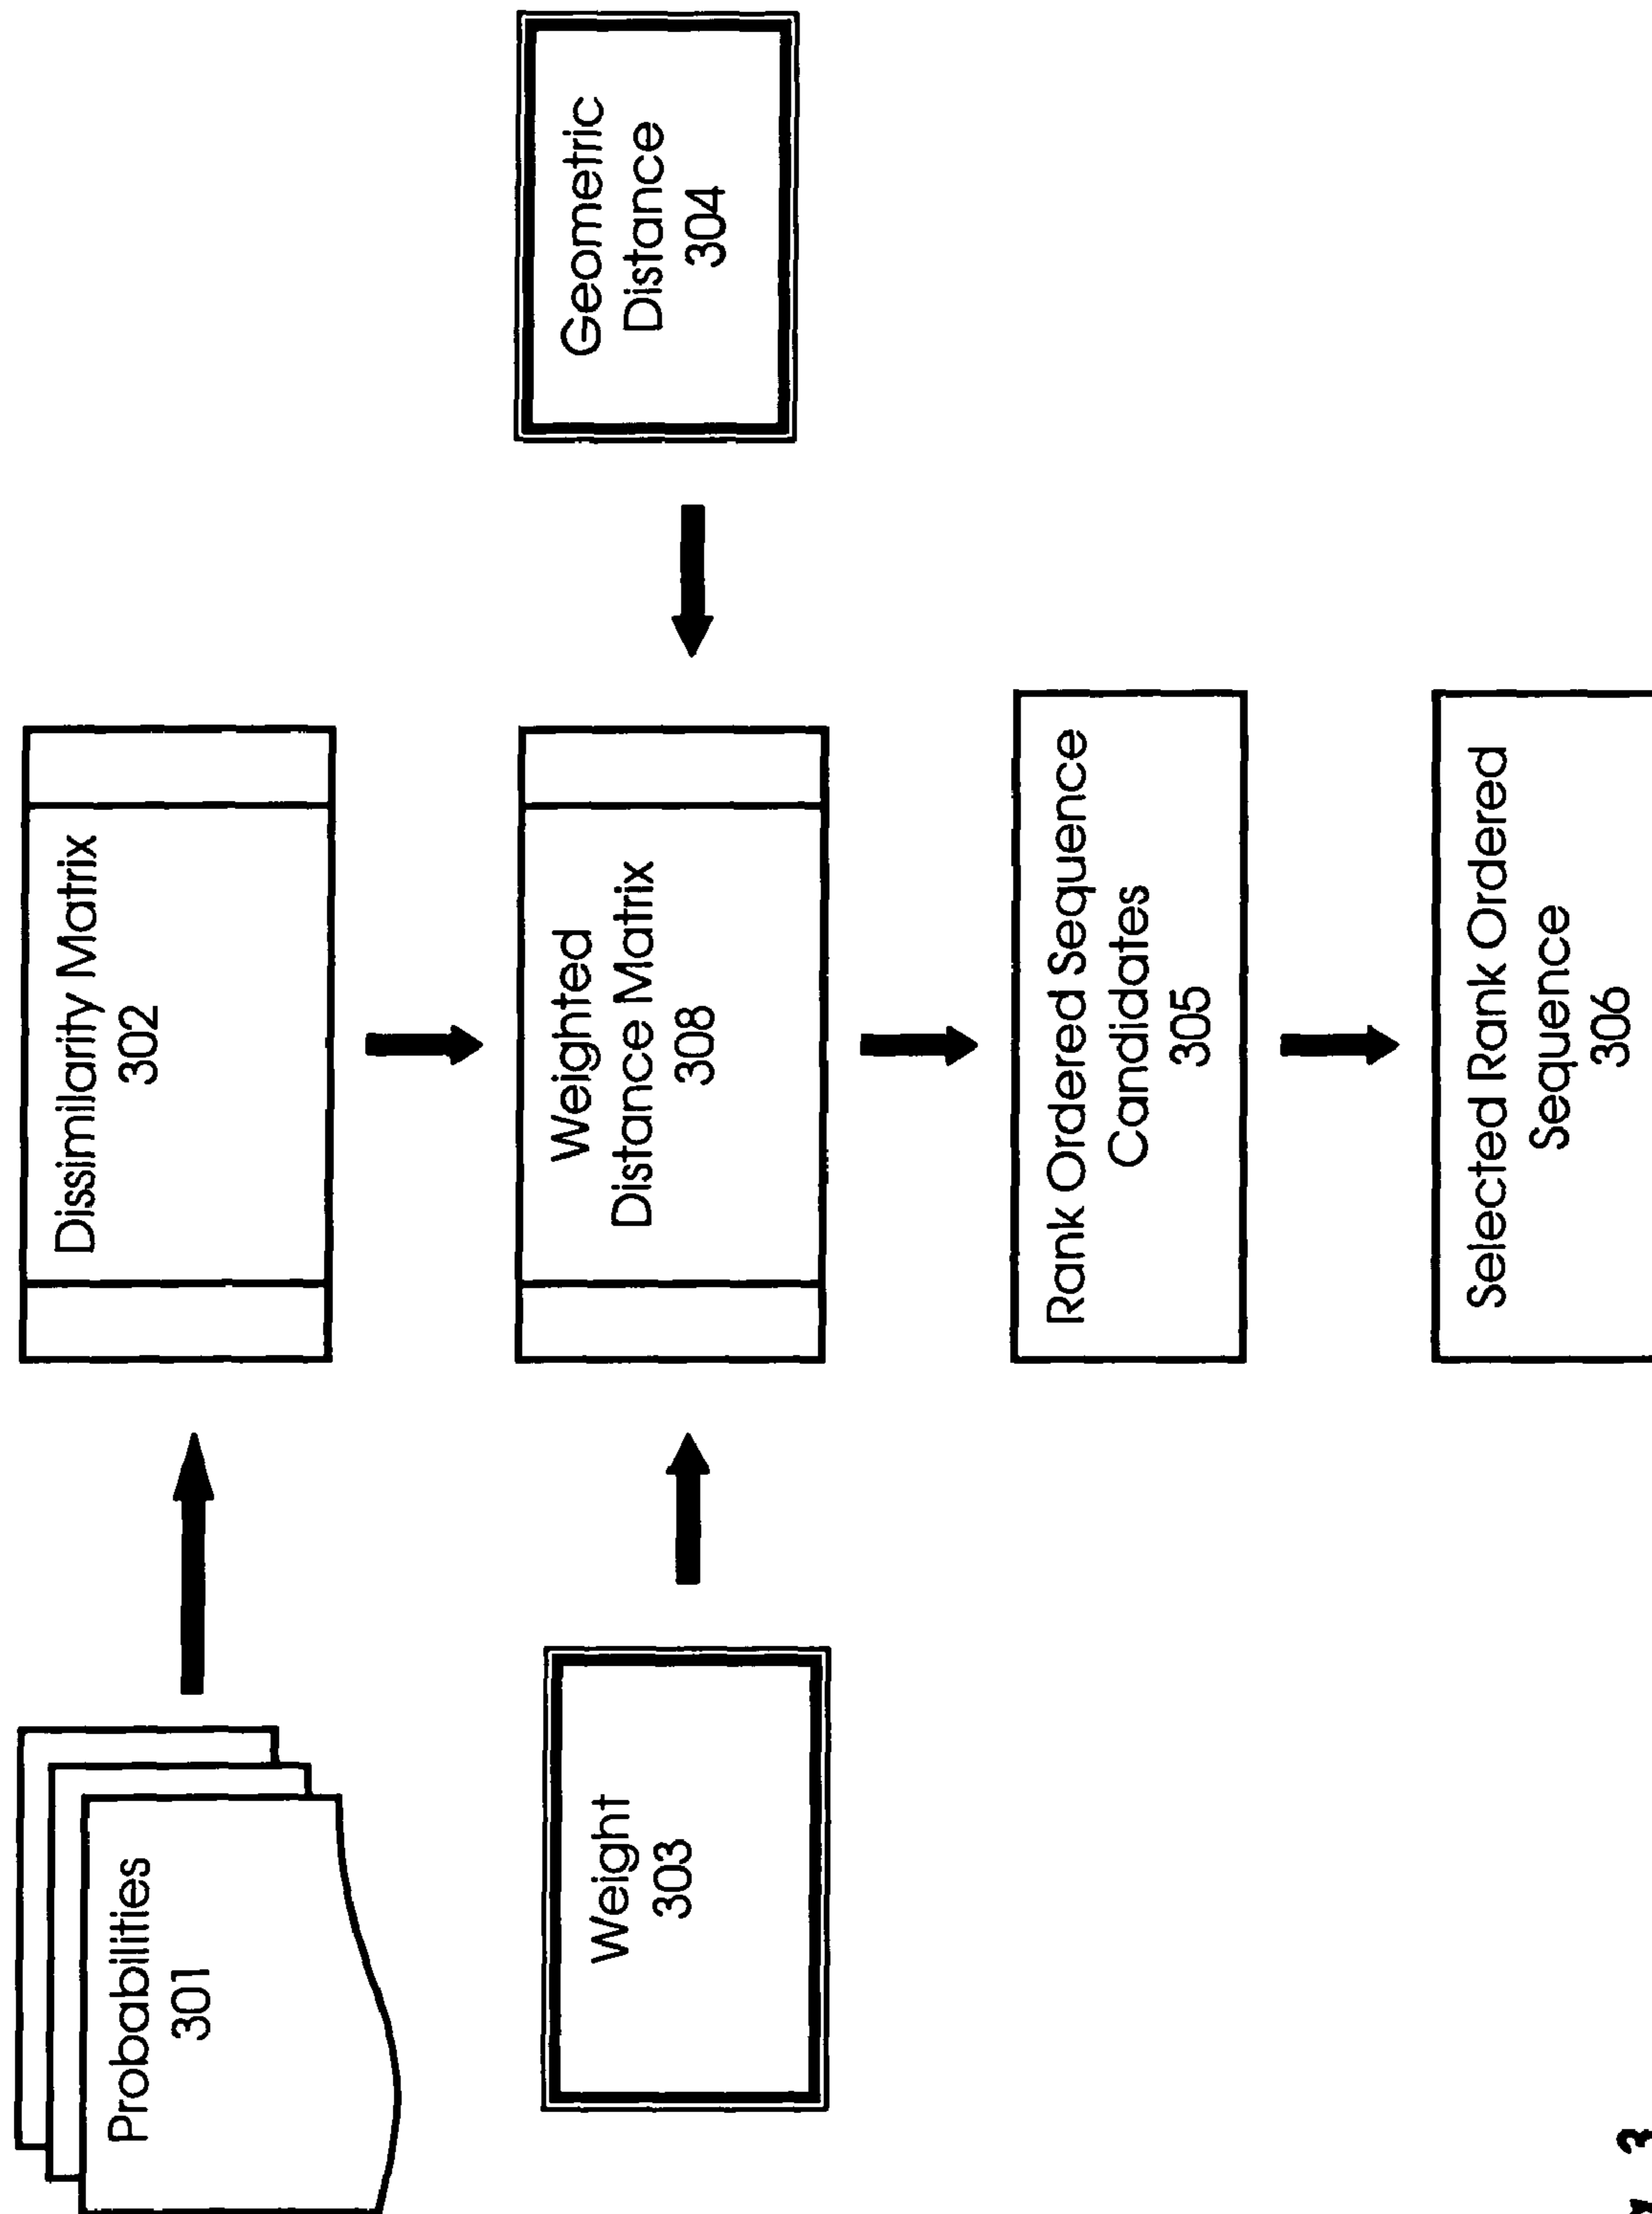 Probabilities
301
Dissimilarity Matrix
302
Weight
303
Weighted
Distance Matrix
308
Geometric
Distance
304
Rank Ordered Sequence
Candidates
305
Selected Rank Ordered
Sequence
306
3